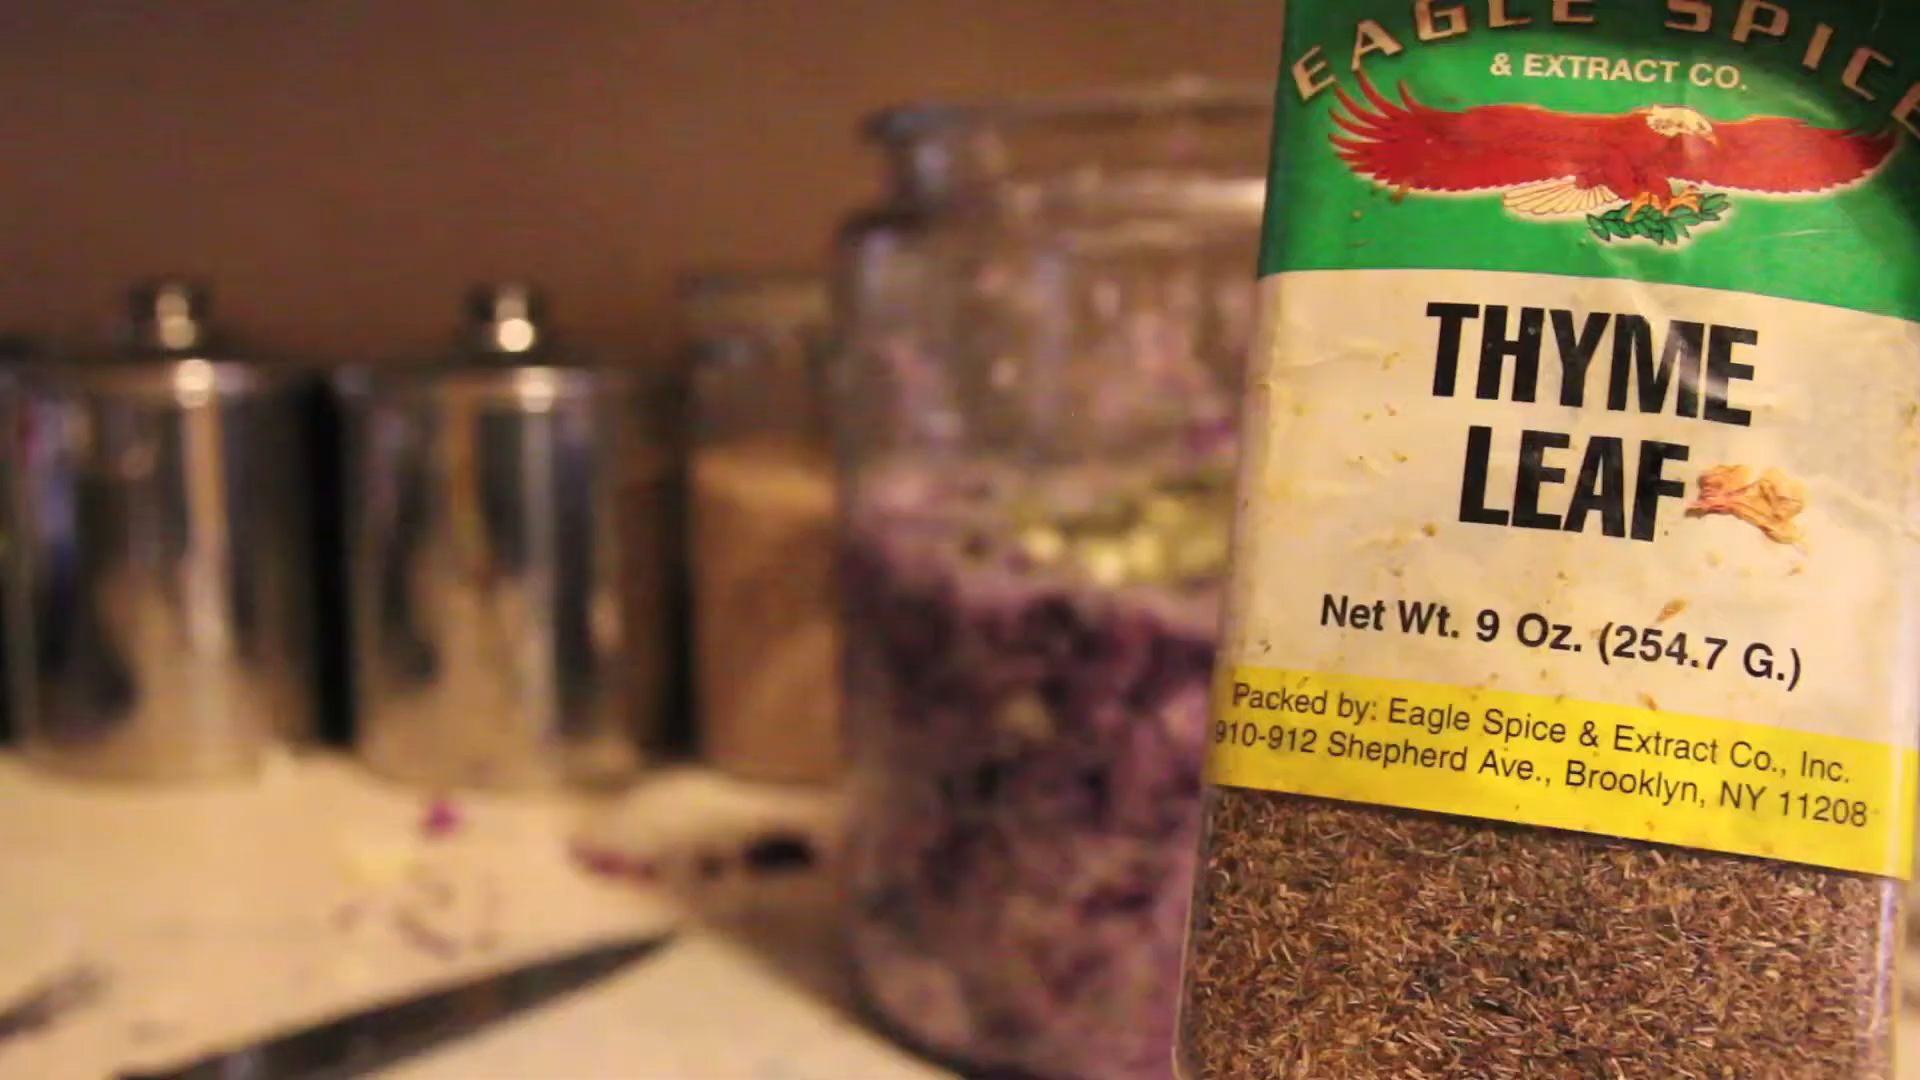 EAGLE SPICE
& EXTRACT CO.
THYME
LEAF
Net Wt. 9 Oz. (254.7 G.)
Packed by: Eagle Spice & Extract Co., Inc.
910-912 Shepherd Ave., Brooklyn, NY 11208